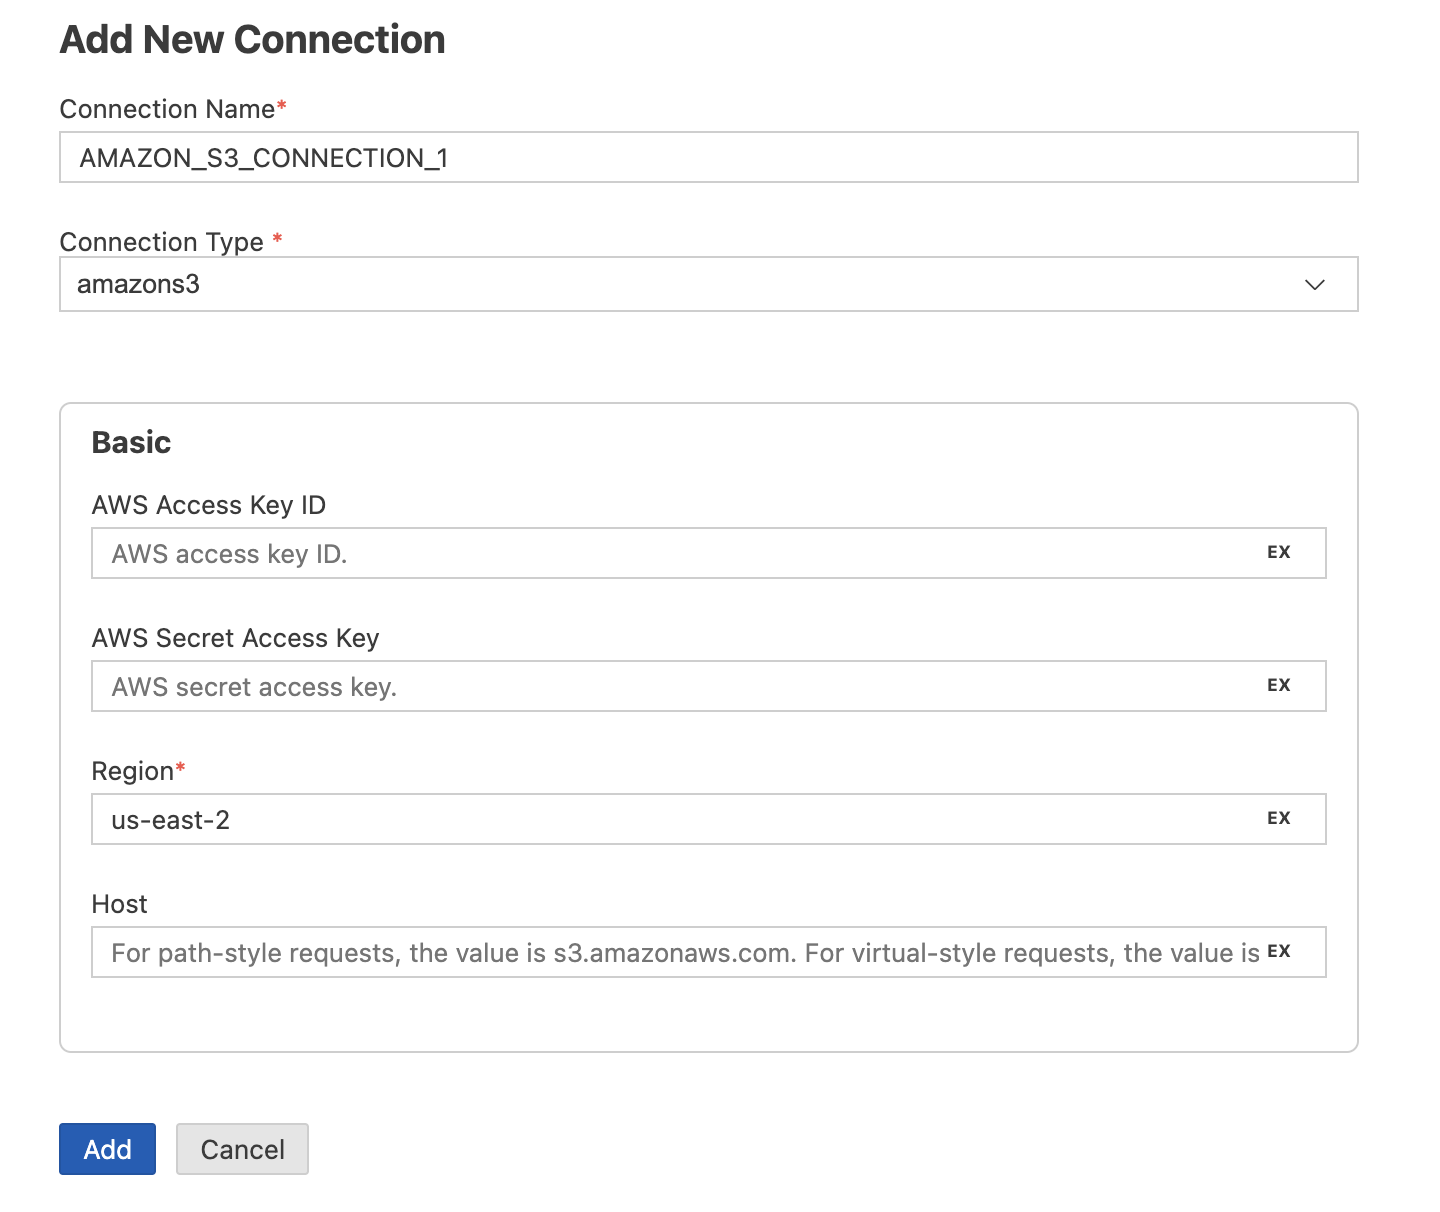 Add New Connection
Connection Name*
AMAZON_S3_CONNECTION_1
Connection Type *
amazons3
Basic
AWS Access Key ID
AWS access key ID. EX
AWS Secret Access Key
AWS secret access key. EX
Region*
us-east-2 EX
Host
For path-style requests, the value is s3.amazonaws.com. For virtual-style requests, the value is EX
Add Cancel